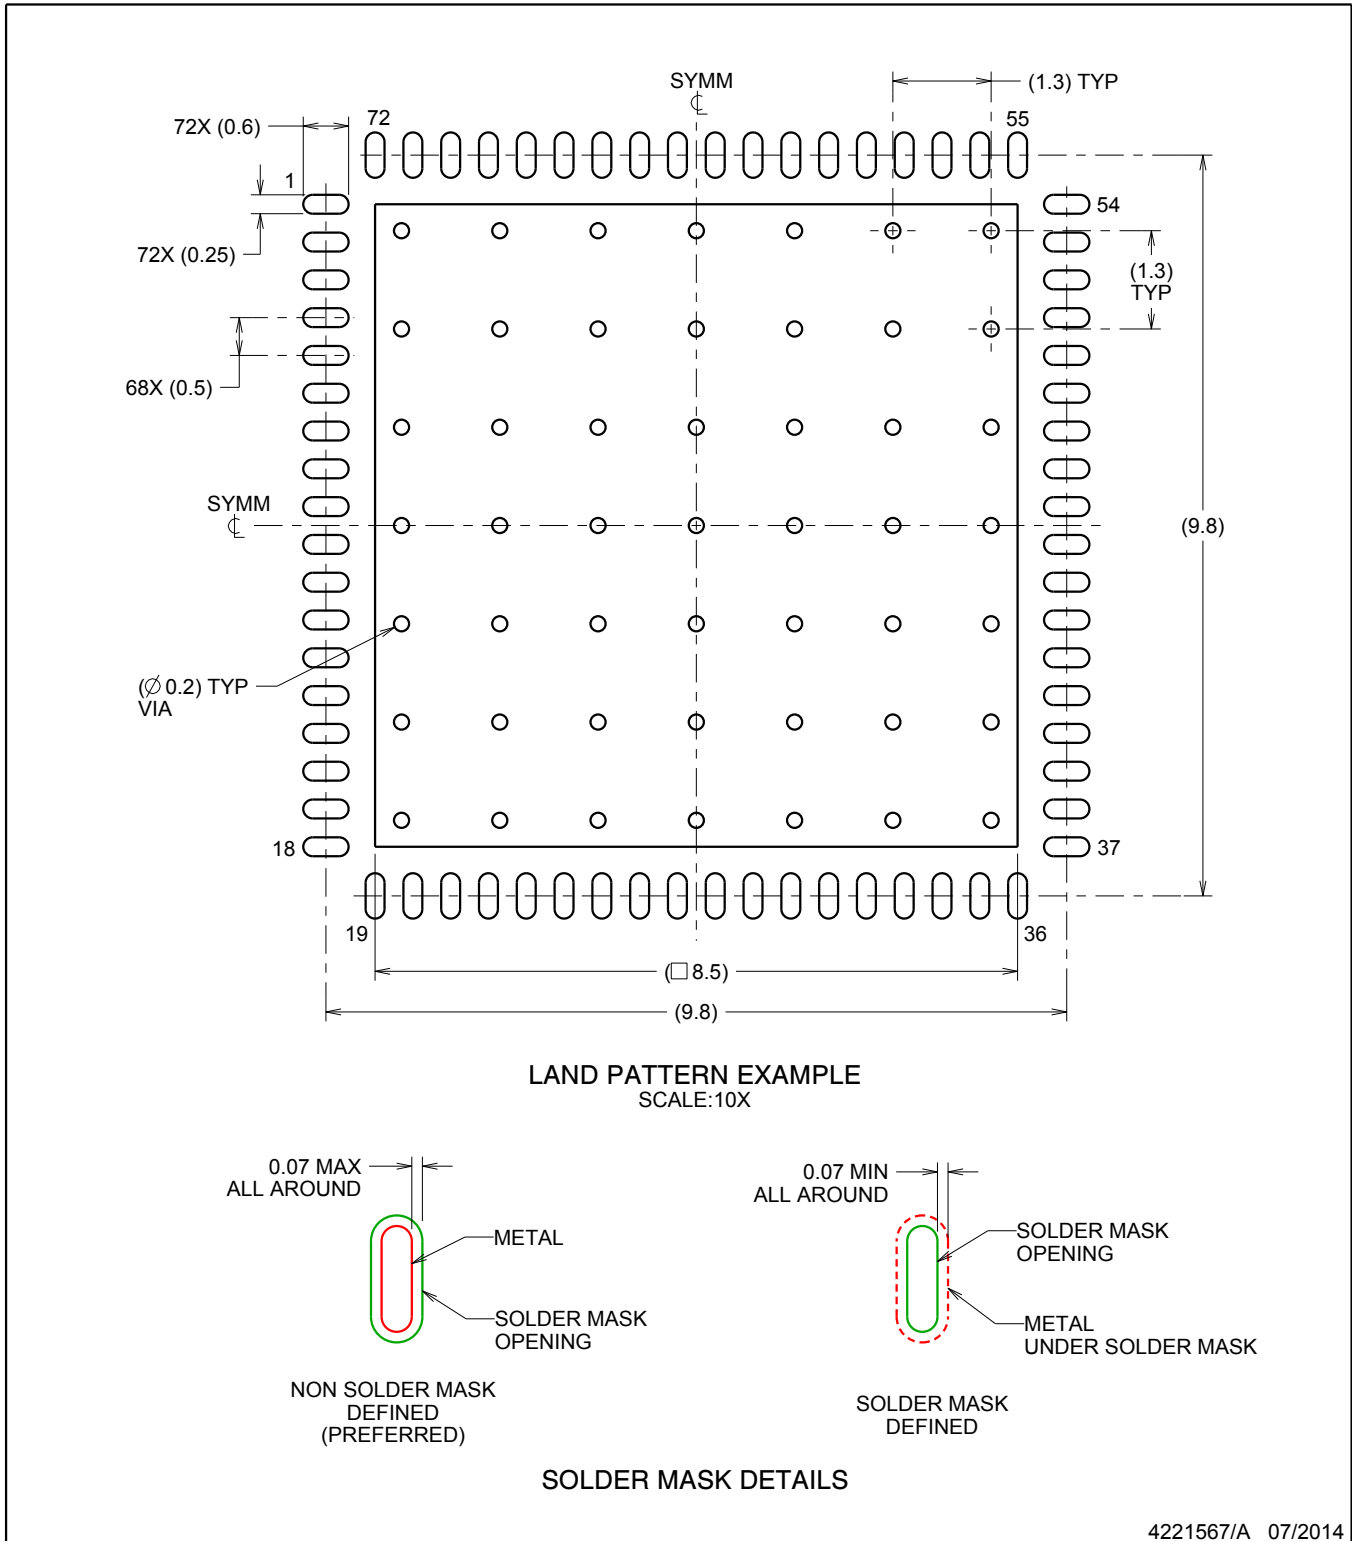 SYMM
℄
(1.3) TYP
72X (0.6)
72
55
1
54
72X (0.25)
(1.3)
TYP
68X (0.5)
SYMM
℄
(9.8)
(∅ 0.2) TYP
VIA
18
37
19
36
(□ 8.5)
(9.8)
LAND PATTERN EXAMPLE
SCALE:10X
0.07 MAX
ALL AROUND
METAL
SOLDER MASK
OPENING
NON SOLDER MASK
DEFINED
(PREFERRED)
0.07 MIN
ALL AROUND
SOLDER MASK
OPENING
METAL
UNDER SOLDER MASK
SOLDER MASK
DEFINED
SOLDER MASK DETAILS
4221567/A 07/2014